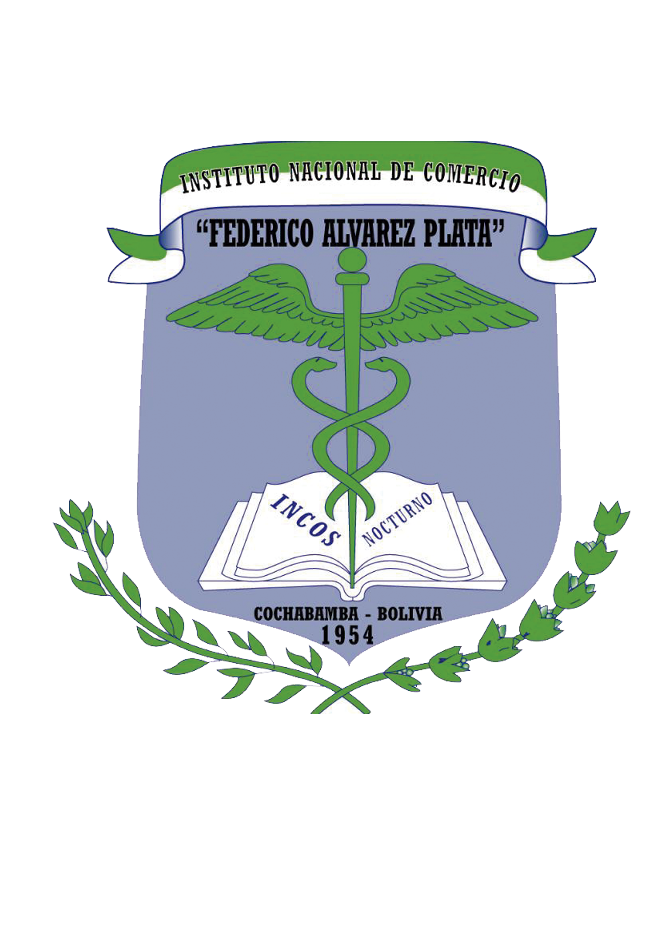 INSTITUTO NACIONAL DE COMERCIO
“FEDERICO ALVAREZ PLATA”
INCOS
NOCTURNO
COCHABAMBA - BOLIVIA
1954